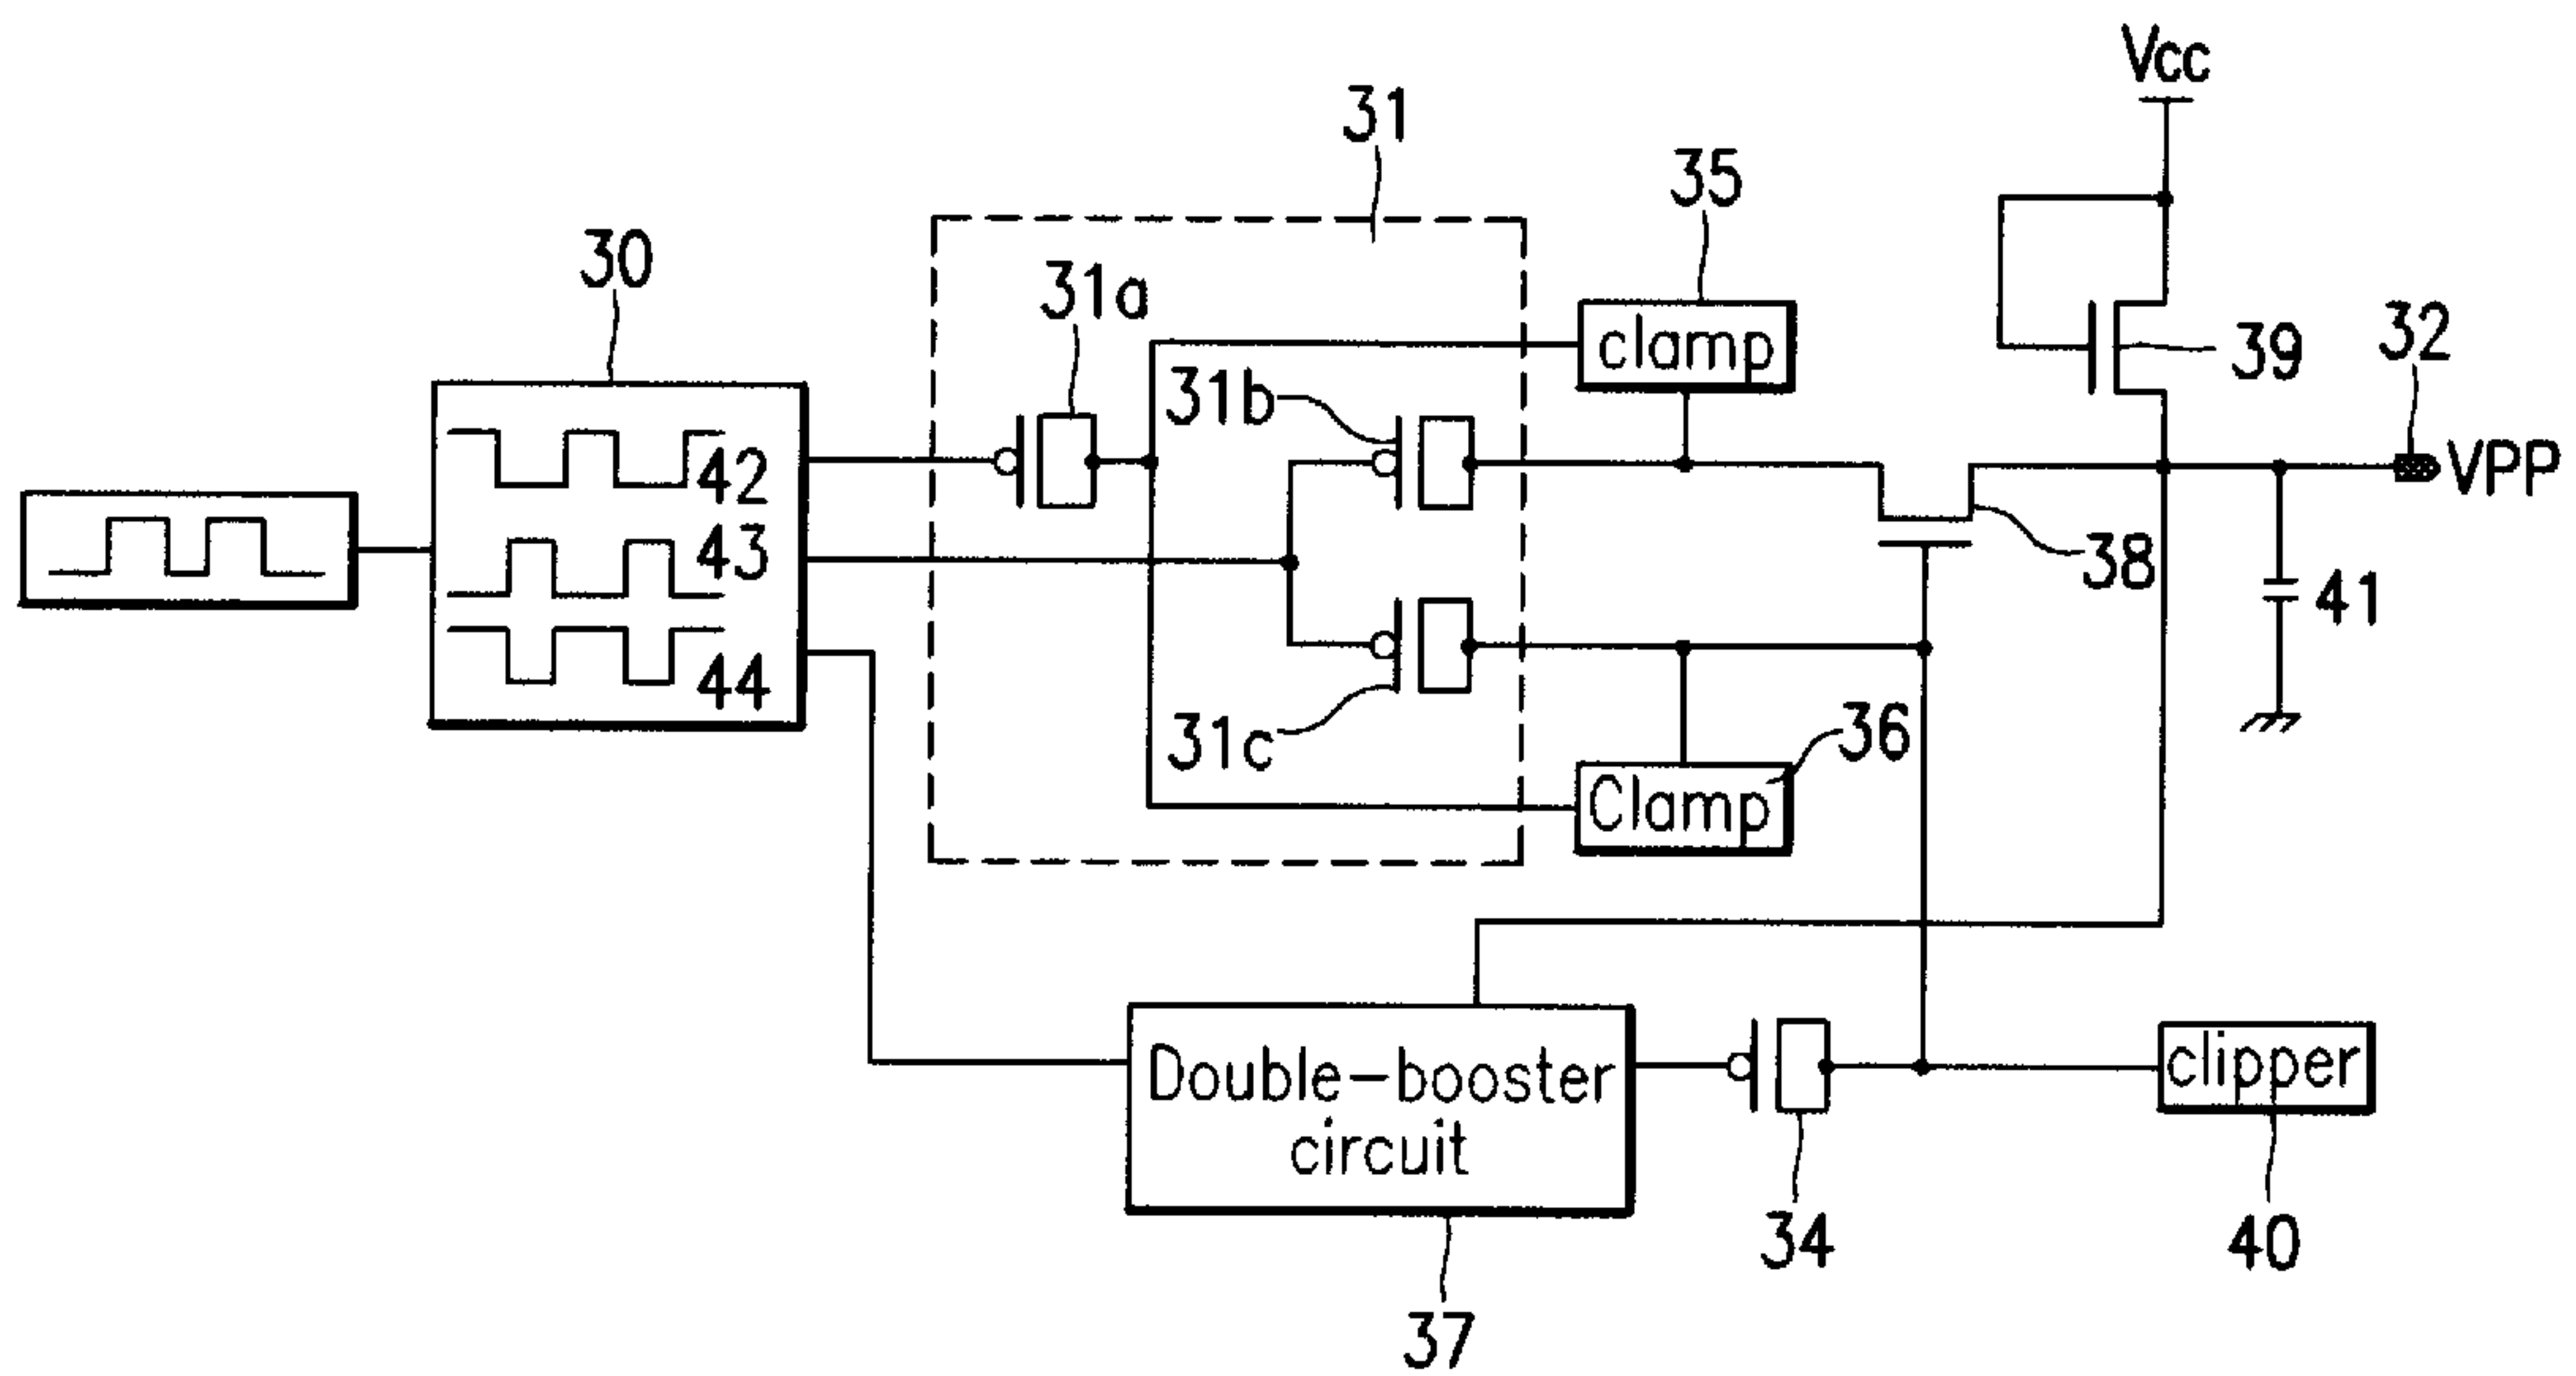 Vcc
31
35
30
31a
32
clamp
39
31b
42
VPP
43
38
41
44
31c
36
Clamp
Double-booster
circuit
clipper
34
40
37